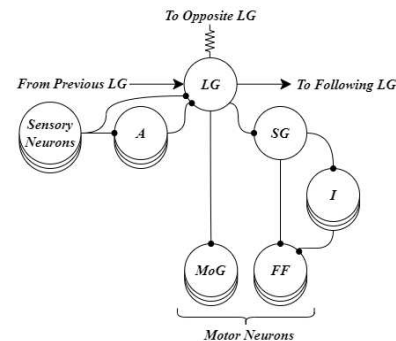 To Opposite LG
From Previous LG
LG
To Following LG
Sensory
Neurons
A
SG
I
MoG
FF
Motor Neurons